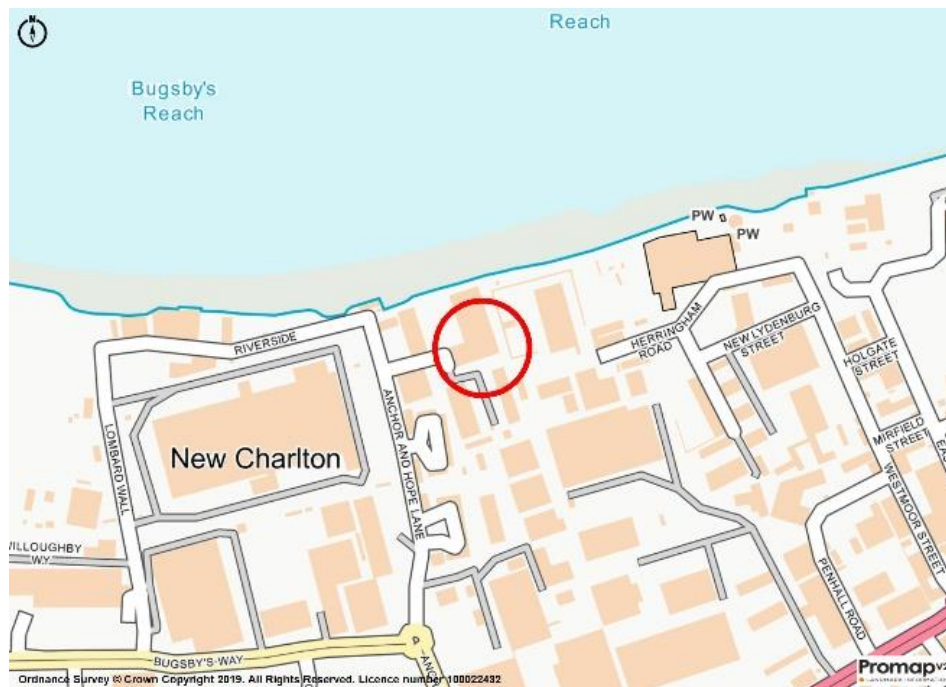 N
Reach
Bugsby's
Reach
PW
PW
RIVERSIDE
HERRINGHAM
ROAD
NEW LYDENBURG
STREET
HOLGATE
STREET
LOMBARD WALL
ANCHOR AND HOPE LANE
MIRFIELD
STREET
New Charlton
WESTMOOR STREET
WY
PENHALL ROAD
BUGSBY'S WAY
Ordnance Survey © Crown Copyright 2019. All Rights Reserved. Licence number 100022432
Promap
LANDMARK INFORMATION